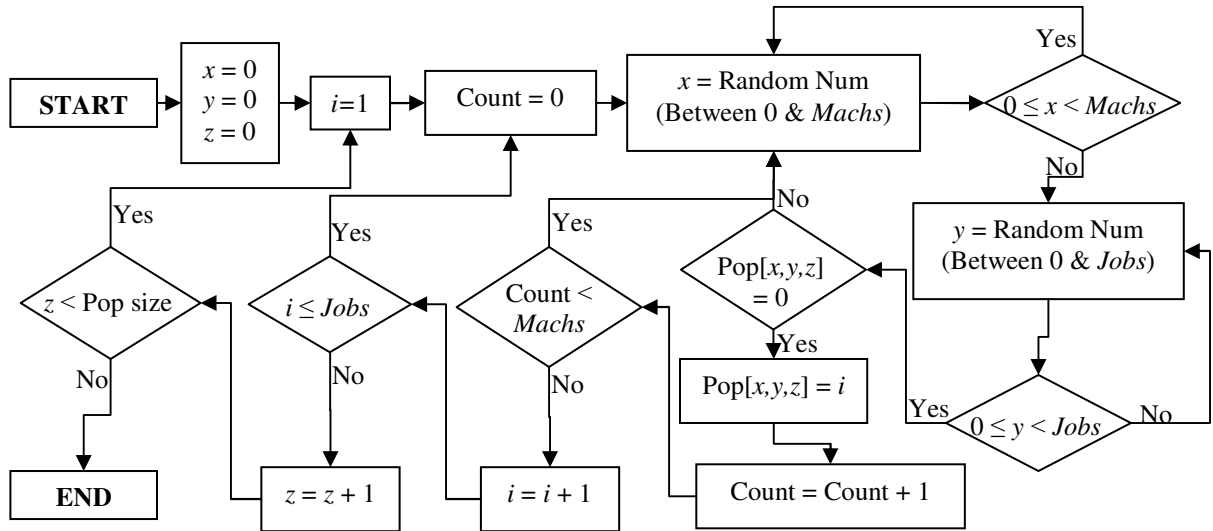 START
x = 0
y = 0
z = 0
i=1
Count = 0
x = Random Num
(Between 0 & Machs)
Yes
0 ≤ x < Machs
No
y = Random Num
(Between 0 & Jobs)
No
Pop[x,y,z]
= 0
Yes
Pop[x,y,z] = i
Yes
0 ≤ y < Jobs
No
Count = Count + 1
Yes
Count <
Machs
No
i = i + 1
Yes
i ≤ Jobs
No
z = z + 1
Yes
z < Pop size
No
END